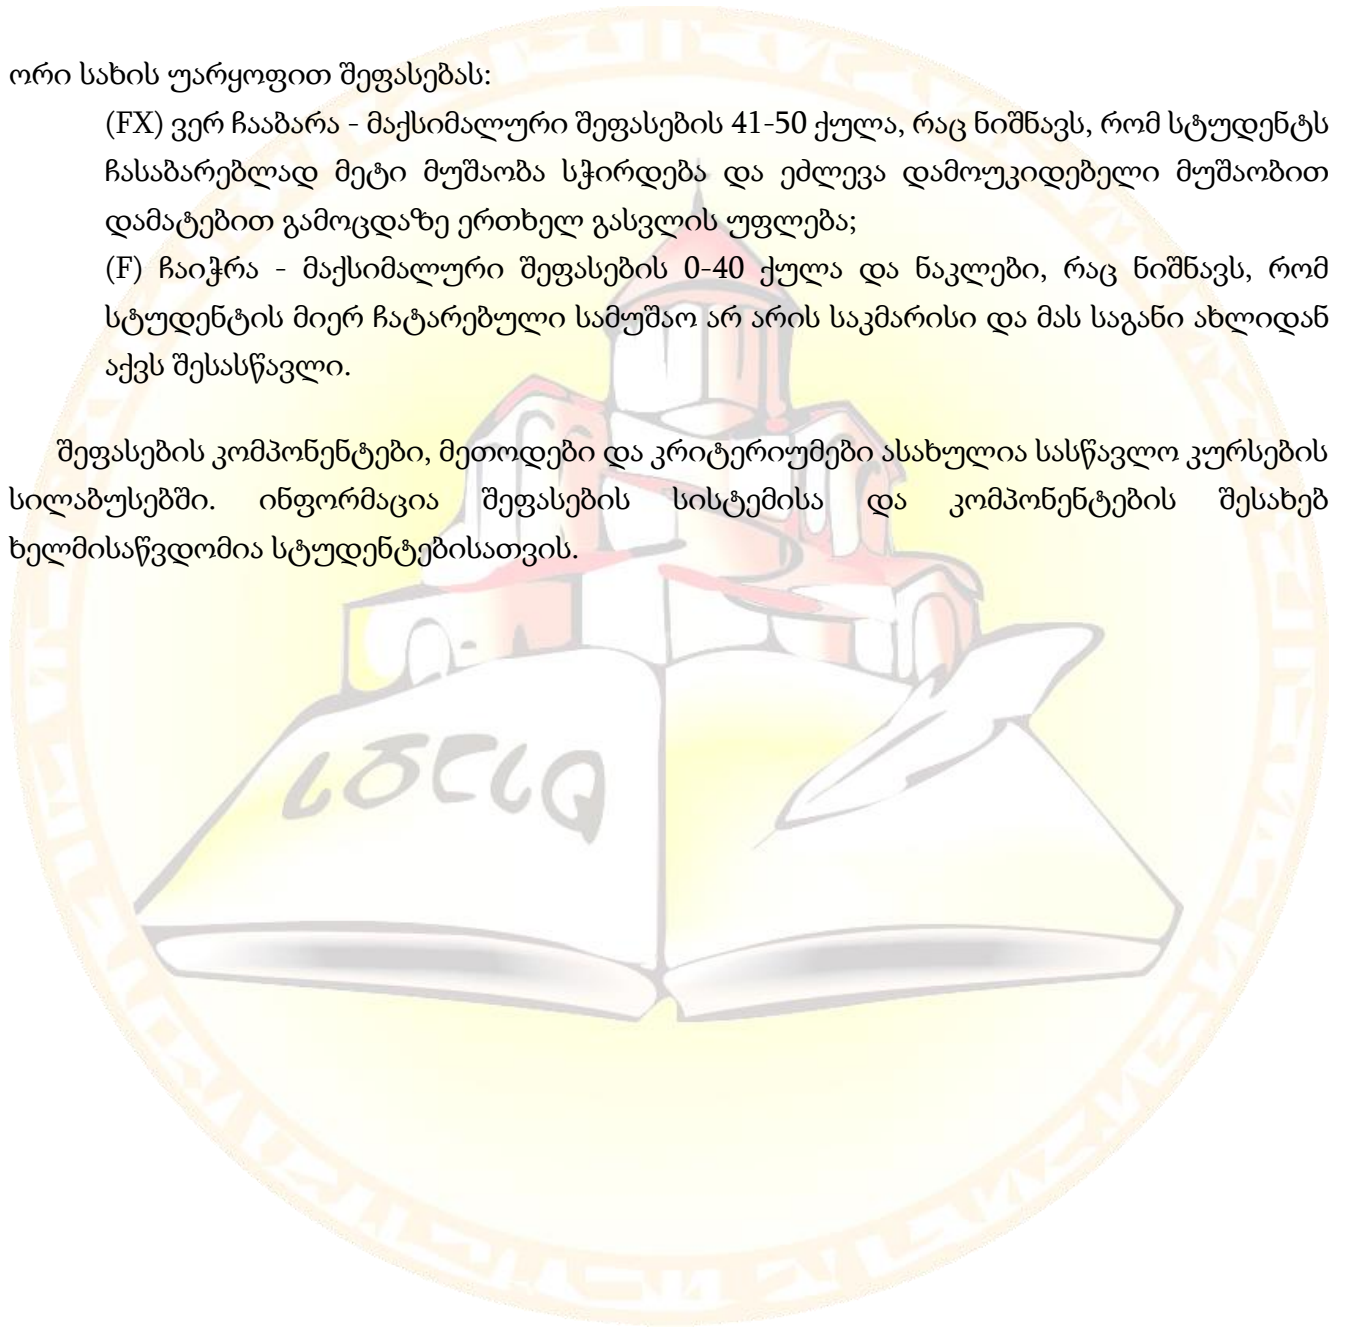 ორი სახის უარყოფით შეფასებას:
(FX) ვერ ჩააბარა - მაქსიმალური შეფასების 41-50 ქულა, რაც ნიშნავს, რომ სტუდენტს
ჩასაბარებლად მეტი მუშაობა სჭირდება და ეძლევა დამოუკიდებელი მუშაობით
დამატებით გამოცდაზე ერთხელ გასვლის უფლება;
(F) ჩაიჭრა - მაქსიმალური შეფასების 0-40 ქულა და ნაკლები, რაც ნიშნავს, რომ
სტუდენტის მიერ ჩატარებული სამუშაო არ არის საკმარისი და მას საგანი ახლიდან
აქვს შესასწავლი.
შეფასების კომპონენტები, მეთოდები და კრიტერიუმები ასახულია სასწავლო კურსების
სილაბუსებში. ინფორმაცია შეფასების სისტემისა და კომპონენტების შესახებ
ხელმისაწვდომია სტუდენტებისათვის.